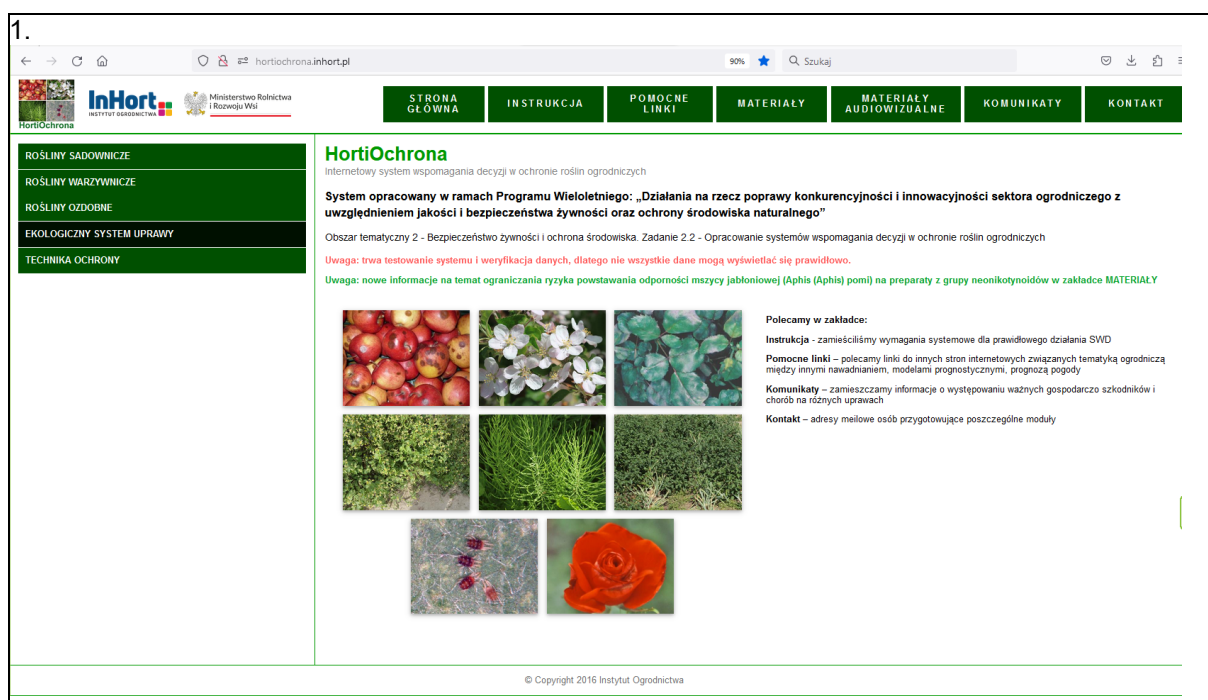 1.
hortiochrona.inhort.pl
90%
Szukaj
HortiOchrona
InHort
INSTYTUT OGRODNICTWA
Ministerstwo Rolnictwa
i Rozwoju Wsi
STRONA
GŁÓWNA
INSTRUKCJA
POMOCNE
LINKI
MATERIAŁY
MATERIAŁY
AUDIOWIZUALNE
KOMUNIKATY
KONTAKT
ROŚLINY SADOWNICZE
ROŚLINY WARZYWNICZE
ROŚLINY OZDOBNE
EKOLOGICZNY SYSTEM UPRAWY
TECHNIKA OCHRONY
HortiOchrona
Internetowy system wspomagania decyzji w ochronie roślin ogrodniczych
System opracowany w ramach Programu Wieloletniego: „Działania na rzecz poprawy konkurencyjności i innowacyjności sektora ogrodniczego z
uwzględnieniem jakości i bezpieczeństwa żywności oraz ochrony środowiska naturalnego”
Obszar tematyczny 2 - Bezpieczeństwo żywności i ochrona środowiska. Zadanie 2.2 - Opracowanie systemów wspomagania decyzji w ochronie roślin ogrodniczych
Uwaga: trwa testowanie systemu i weryfikacja danych, dlatego nie wszystkie dane mogą wyświetlać się prawidłowo.
Uwaga: nowe informacje na temat ograniczania ryzyka powstawania odporności mszycy jabłoniowej (Aphis (Aphis) pomi) na preparaty z grupy neonikotynoidów w zakładce MATERIAŁY
Polecamy w zakładce:
Instrukcja - zamieściliśmy wymagania systemowe dla prawidłowego działania SWD
Pomocne linki – polecamy linki do innych stron internetowych związanych tematyką ogrodniczą
między innymi nawadnianiem, modelami prognostycznymi, prognozą pogody
Komunikaty – zamieszczamy informacje o występowaniu ważnych gospodarczo szkodników i
chorób na różnych uprawach
Kontakt – adresy meilowe osób przygotowujące poszczególne moduły
© Copyright 2016 Instytut Ogrodnictwa